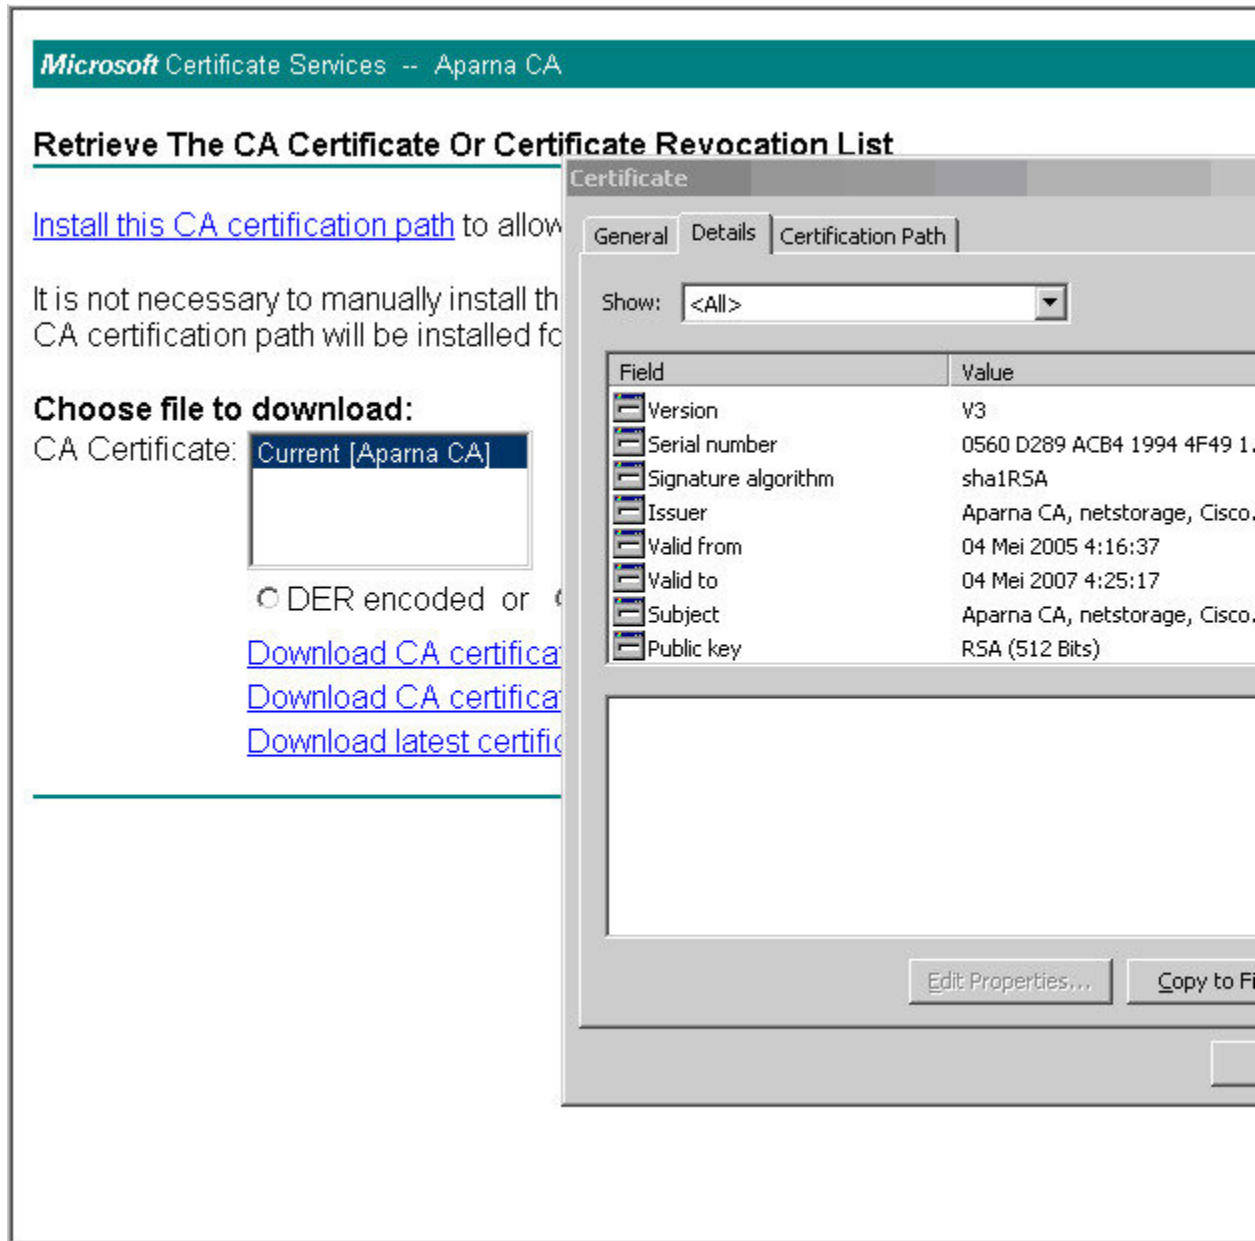 Microsoft Certificate Services -- Aparna CA
Retrieve The CA Certificate Or Certificate Revocation List
Install this CA certification path to allow
It is not necessary to manually install th
CA certification path will be installed fo
Choose file to download:
CA Certificate:
Current [Aparna CA]
DER encoded or
Download CA certifica
Download CA certifica
Download latest certific
Certificate
General Details Certification Path
Show: <All>
Field Value
Version V3
Serial number 0560 D289 ACB4 1994 4F49 1.
Signature algorithm sha1RSA
Issuer Aparna CA, netstorage, Cisco.
Valid from 04 Mei 2005 4:16:37
Valid to 04 Mei 2007 4:25:17
Subject Aparna CA, netstorage, Cisco.
Public key RSA (512 Bits)
Edit Properties... Copy to Fi